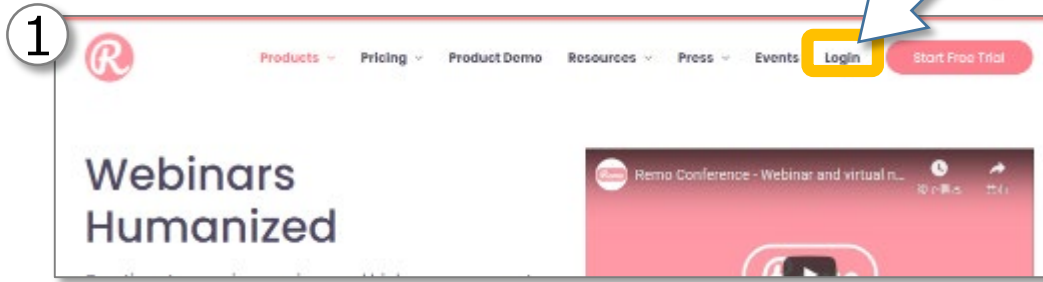 1
R
Products Pricing Product Demo Resources Press Events Login Start Free Trial
Webinars
Humanized
Remo Conference - Webinar and virtual n...
Remo